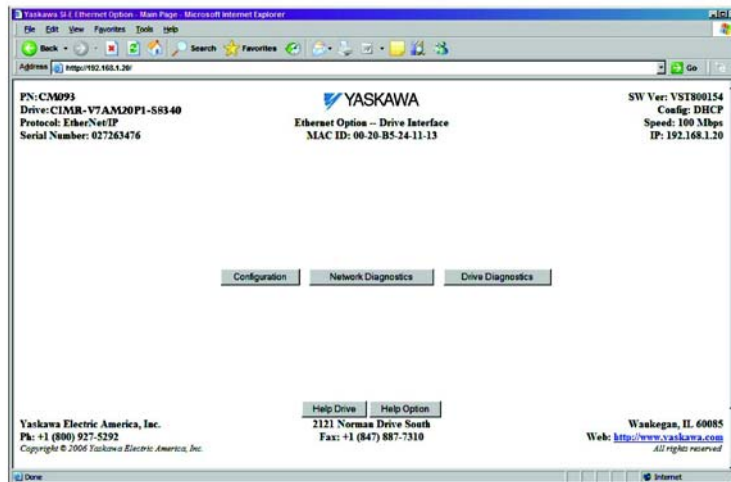 Yaskawa SI-E Ethernet Option - Main Page - Microsoft Internet Explorer
File Edit View Favorites Tools Help
Back Search Favorites
Address http://192.168.1.20/ Go
PN: CM093
Drive: CIMR-V7AM20P1-S8340
Protocol: EtherNet/IP
Serial Number: 027263476
YASKAWA
Ethernet Option -- Drive Interface
MAC ID: 00-20-B5-24-11-13
SW Ver: VST800154
Config: DHCP
Speed: 100 Mbps
IP: 192.168.1.20
Configuration Network Diagnostics Drive Diagnostics
Help Drive Help Option
Yaskawa Electric America, Inc.
Ph: +1 (800) 927-5292
Copyright © 2006 Yaskawa Electric America, Inc.
2121 Norman Drive South
Fax: +1 (847) 887-7310
Waukegan, IL 60085
Web: http://www.yaskawa.com
All rights reserved
Done Internet